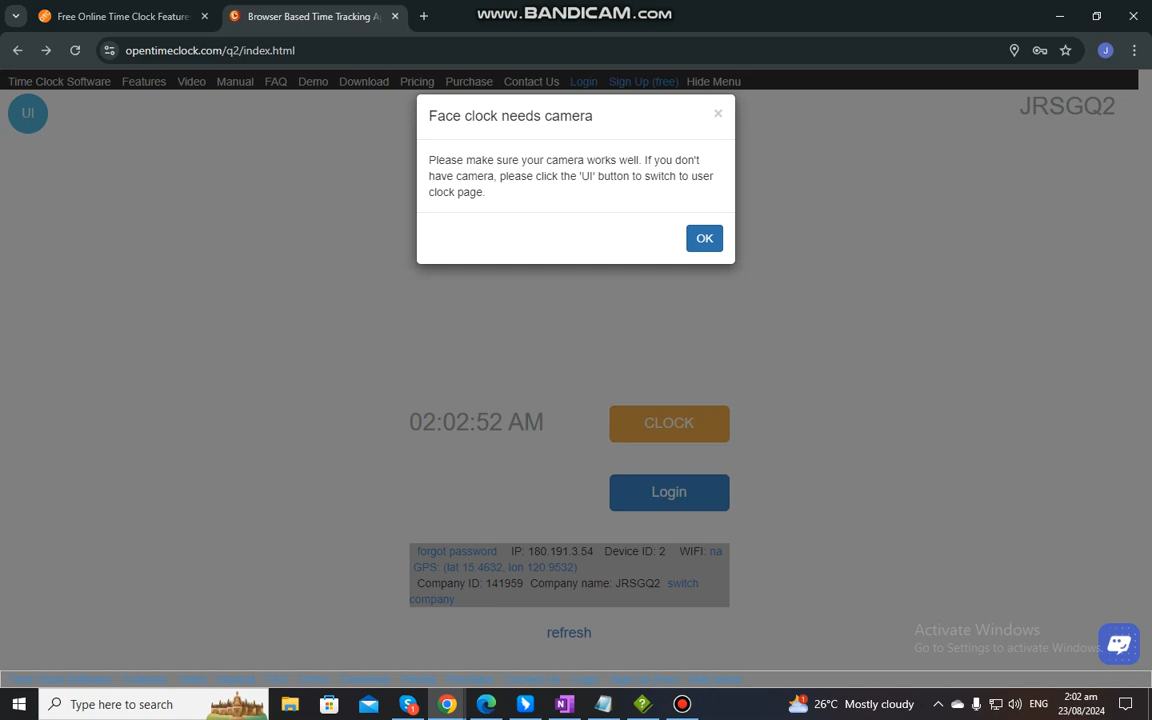 Free Online Time Clock Feature
Browser Based Time Tracking A
www.BANDICAM.com
opentimeclock.com/q2/index.html
J
Time Clock Software Features Video Manual FAQ Demo Download Pricing Purchase Contact Us Login Sign Up (free) Hide Menu
UI
JRSGQ2
Face clock needs camera
×
Please make sure your camera works well. If you don't
have camera, please click the 'UI' button to switch to user
clock page.
OK
02:02:52 AM
CLOCK
Login
forgot password IP: 180.191.3.54 Device ID: 2 WIFI: na
GPS: (lat 15.4632, lon 120.9532)
Company ID: 141959 Company name: JRSGQ2 switch
company
refresh
Activate Windows
Go to Settings to activate Windows.
Type here to search
26°C Mostly cloudy
ENG
2:02 am
23/08/2024